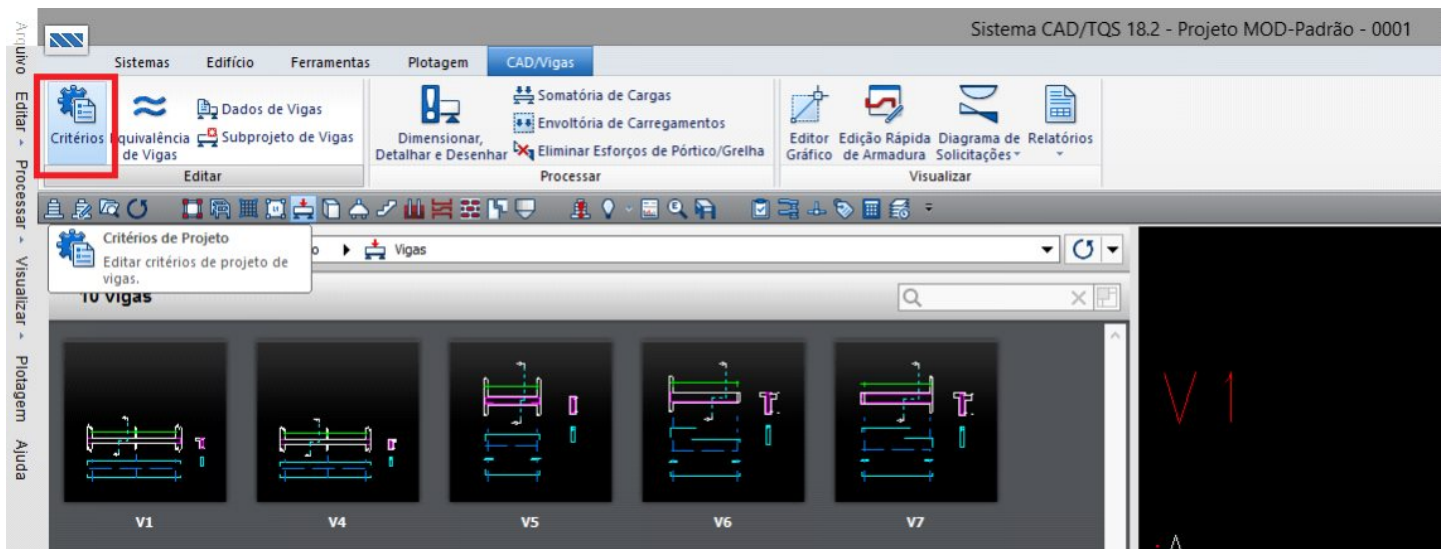 Sistema CAD/TQS 18.2 - Projeto MOD-Padrão - 0001
Arquivo Editar Processar Visualizar Plotagem Ajuda
Sistemas Edifício Ferramentas Plotagem CAD/Vigas
Critérios
Equivalência
de Vigas
Dados de Vigas
Subprojeto de Vigas
Editar
Dimensionar,
Detalhar e Desenhar
Somatória de Cargas
Envoltória de Carregamentos
Eliminar Esforços de Pórtico/Grelha
Processar
Editor
Gráfico
Edição Rápida
de Armadura
Diagrama de
Solicitações
Relatórios
Visualizar
Critérios de Projeto
Editar critérios de projeto de
vigas.
o
Vigas
10 Vigas
V1 V4 V5 V6 V7
V 1